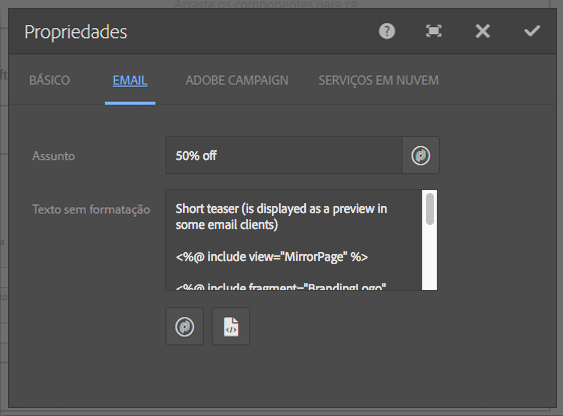 Arraste os componentes para cá
Propriedades
BÁSICO EMAIL ADOBE CAMPAIGN SERVIÇOS EM NUVEM
Assunto
50% off
Texto sem formatação
Short teaser (is displayed as a preview in
some email clients)
<%@ include view="MirrorPage" %>
<%@ include fragment="BrandingLogo"